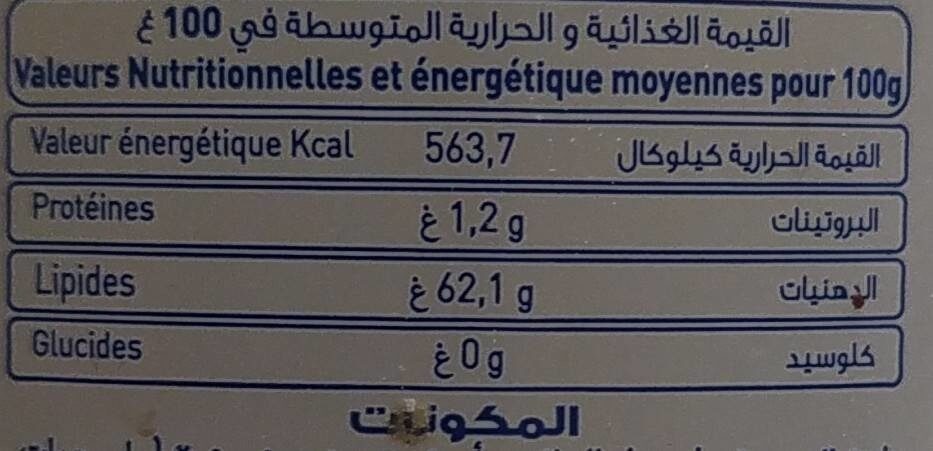 القيمة الغذائية و الحرارية المتوسطة في 100 غ
Valeurs Nutritionnelles et énergétique moyennes pour 100g
Valeur énergétique Kcal 563,7 القيمة الحرارية كيلوكال
Protéines 1,2 g غ البروتينات
Lipides 62,1 g غ الدهنيات
Glucides 0 g غ كلوسيد
المكونات